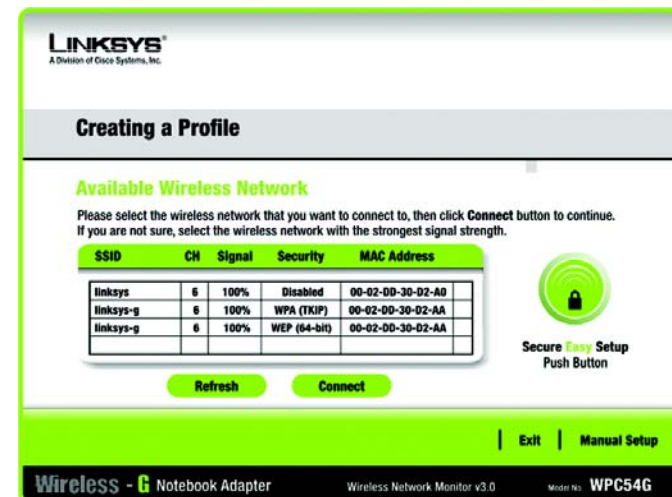 LINKSYS®
A Division of Cisco Systems, Inc.
Creating a Profile
Available Wireless Network
Please select the wireless network that you want to connect to, then click Connect button to continue.
If you are not sure, select the wireless network with the strongest signal strength.
SSID CH Signal Security MAC Address
linksys 6 100% Disabled 00-02-DD-30-D2-A0
linksys-g 6 100% WPA (TKIP) 00-02-DD-30-D2-AA
linksys-g 6 100% WEP (64-bit) 00-02-DD-30-D2-AA
Secure Easy Setup
Push Button
Refresh Connect
Exit Manual Setup
Wireless - G Notebook Adapter Wireless Network Monitor v3.0 Model No WPC54G